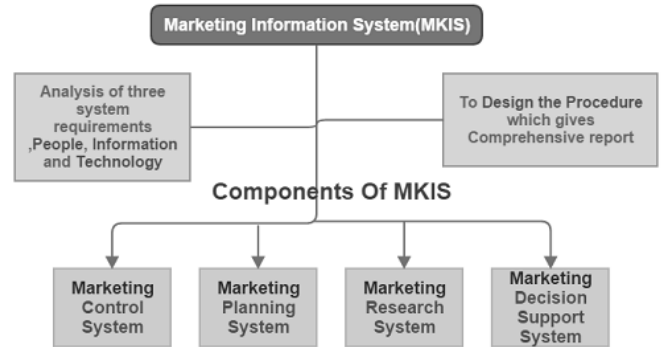 Marketing Information System(MKIS)
Analysis of three
system
requirements
,People, Information
and Technology
To Design the Procedure
which gives
Comprehensive report
Components Of MKIS
Marketing
Control
System
Marketing
Planning
System
Marketing
Research
System
Marketing
Decision
Support
System